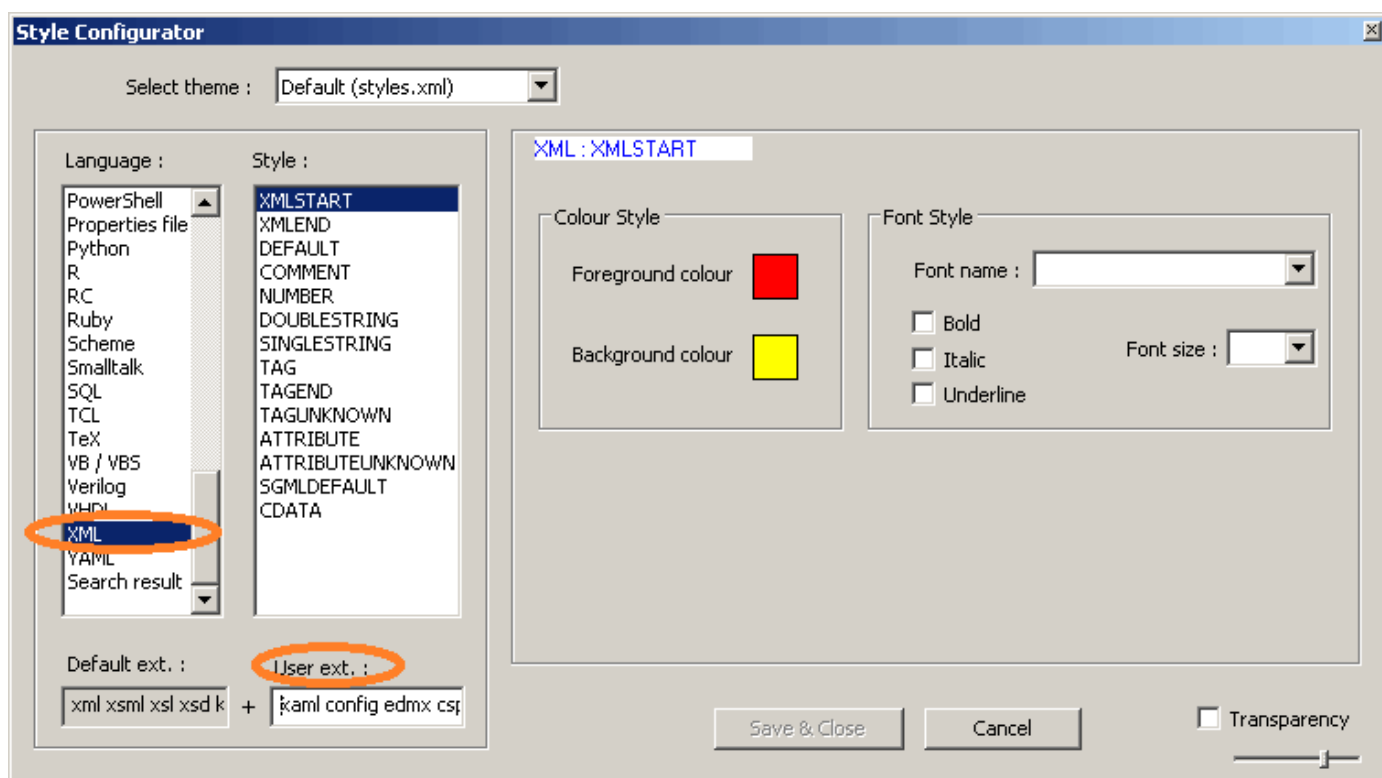 Style Configurator
Select theme :
Default (styles.xml)
Language :
PowerShell
Properties file
Python
R
RC
Ruby
Scheme
Smalltalk
SQL
TCL
TeX
VB / VBS
Verilog
VHDL
XML
YAML
Search result
Style :
XMLSTART
XMLEND
DEFAULT
COMMENT
NUMBER
DOUBLESTRING
SINGLESTRING
TAG
TAGEND
TAGUNKNOWN
ATTRIBUTE
ATTRIBUTEUNKNOWN
SGMLDEFAULT
CDATA
Default ext. :
xml xsml xsl xsd k
+
User ext. :
xaml config edmx csp
XML : XMLSTART
Colour Style
Foreground colour
Background colour
Font Style
Font name :
Bold
Italic
Underline
Font size :
Save & Close
Cancel
Transparency